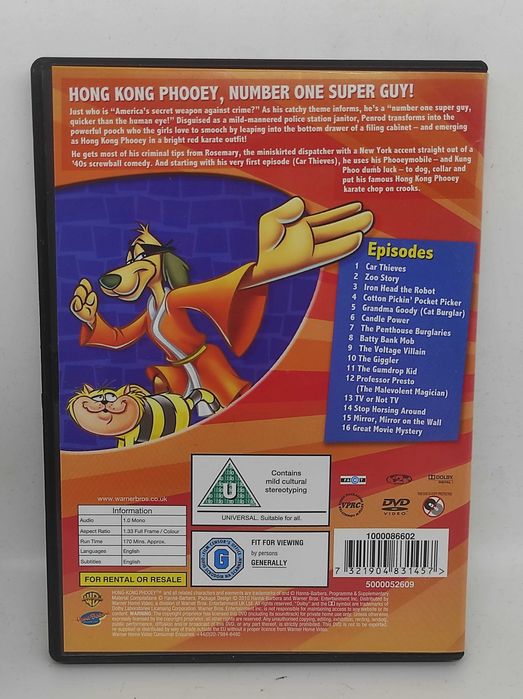 HONG KONG PHOOEY, NUMBER ONE SUPER GUY!
Just who is "America's secret weapon against crime?" As his catchy theme informs, he's a "number one super guy,
quicker than the human eye!" Disguised as a mild-mannered police station janitor, Penrod transforms into the
powerful pooch who the girls love to smooch by leaping into the bottom drawer of a filing cabinet – and emerging
as Hong Kong Phooey in a bright red karate outfit!
He gets most of his criminal tips from Rosemary, the miniskirted dispatcher with a New York accent straight out of a
'40s screwball comedy. And starting with his very first episode (Car Thieves), he uses his Phooeymobile – and Kung
Phoo dumb luck – to dog, collar and
put his famous Hong Kong Phooey
karate chop on crooks.
Episodes
1 Car Thieves
2 Zoo Story
3 Iron Head the Robot
4 Cotton Pickin' Pocket Picker
5 Grandma Goody (Cat Burglar)
6 Candle Power
7 The Penthouse Burglaries
8 Batty Bank Mob
9 The Voltage Villain
10 The Giggler
11 The Gumdrop Kid
12 Professor Presto
(The Malevolent Magician)
13 TV or Not TV
14 Stop Horsing Around
15 Mirror, Mirror on the Wall
16 Great Movie Mystery
www.warnerbros.co.uk
Information
Audio 1.0 Mono
Aspect Ratio 1.33 Full Frame / Colour
Run Time 170 Mins. Approx.
Languages English
Subtitles English
FOR RENTAL OR RESALE
U
Contains
mild cultural
stereotyping
UNIVERSAL. Suitable for all.
G
FIT FOR VIEWING
by persons
GENERALLY
DOLBY
VPRC
DVD
VIDEO
1000086602
7 321904 831457 >
5000052609